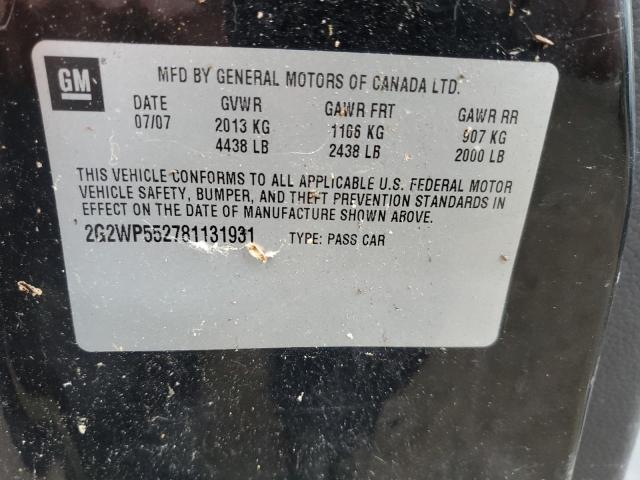 GM
MFD BY GENERAL MOTORS OF CANADA LTD.
DATE GVWR GAWR FRT GAWR RR
07/07 2013 KG 1106 KG 907 KG
4438 LB 2438 LB 2000 LB
THIS VEHICLE CONFORMS TO ALL APPLICABLE U.S. FEDERAL MOTOR
VEHICLE SAFETY, BUMPER, AND THEFT PREVENTION STANDARDS IN
EFFECT ON THE DATE OF MANUFACTURE SHOWN ABOVE.
2G2WP552781131931 TYPE: PASS CAR